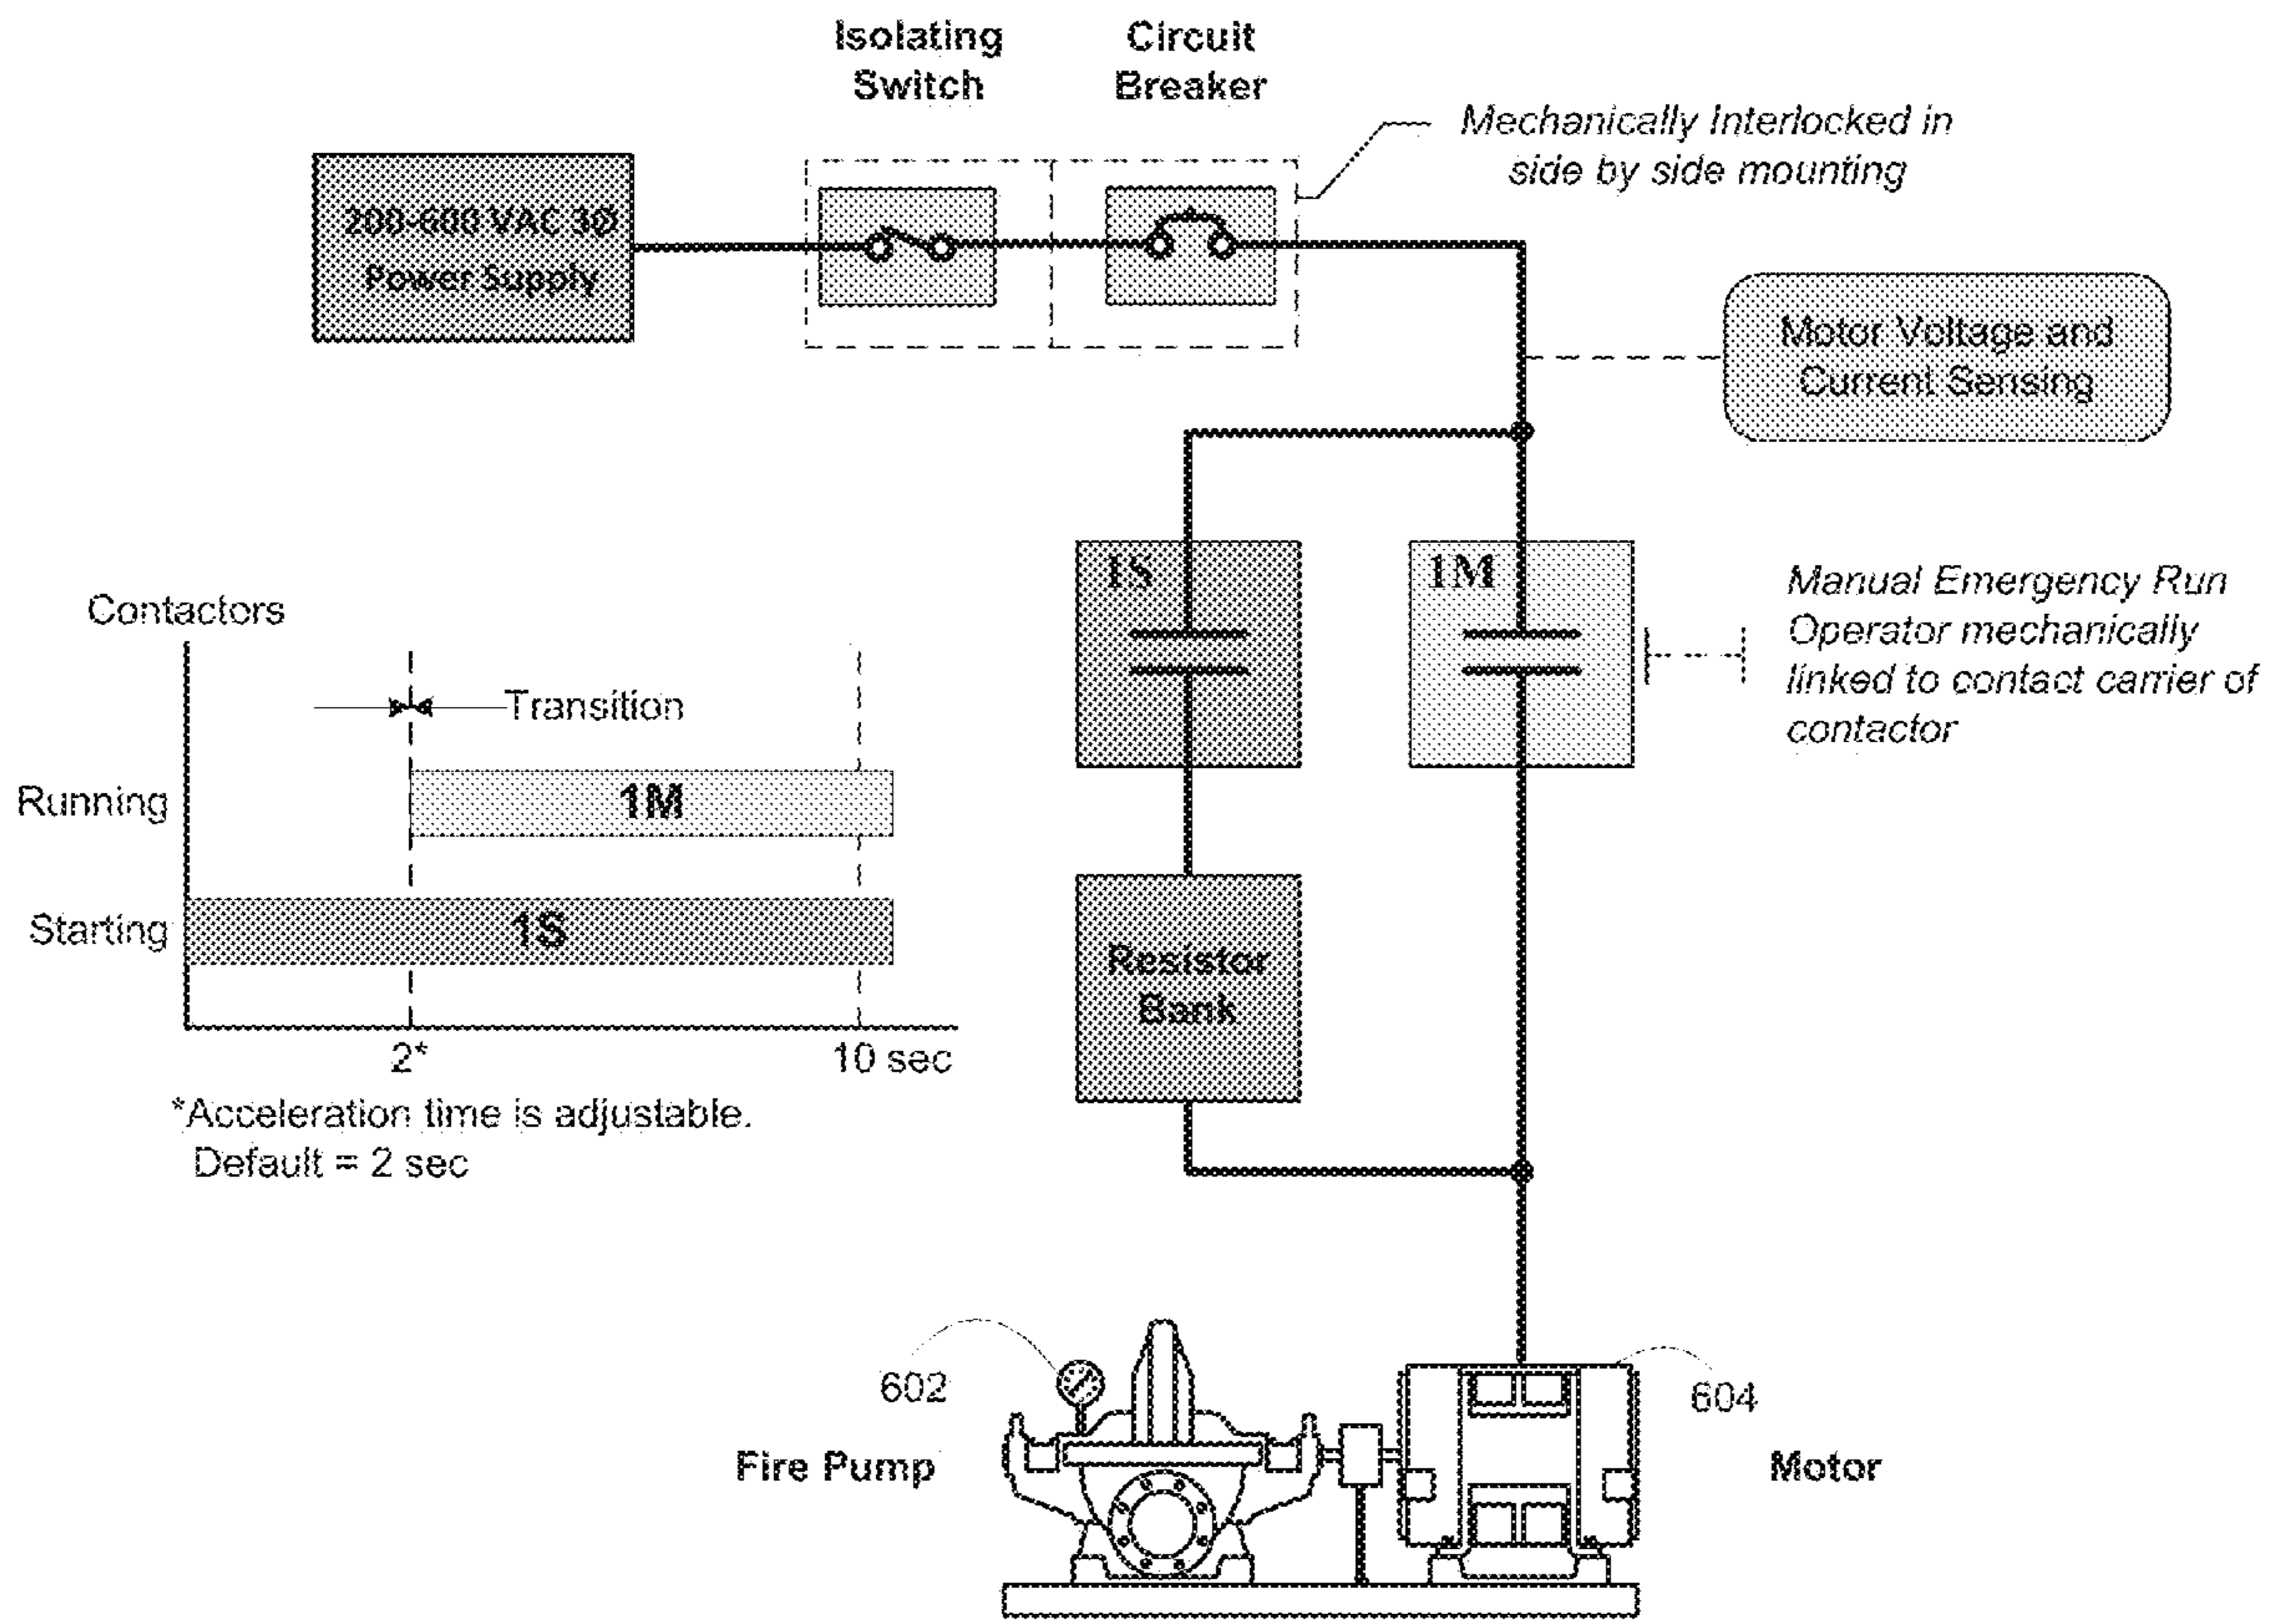 Isolating
Switch
Circuit
Breaker
Mechanically Interlocked in
side by side mounting
200-600 VAC 3Ø
Power Supply
Motor Voltage and
Current Sensing
1S
1M
Manual Emergency Run
Operator mechanically
linked to contact carrier of
contactor
Contactors
Transition
Running
1M
Starting
1S
2*
10 sec
*Acceleration time is adjustable.
Default = 2 sec
Resistor
Bank
602
604
Fire Pump
Motor